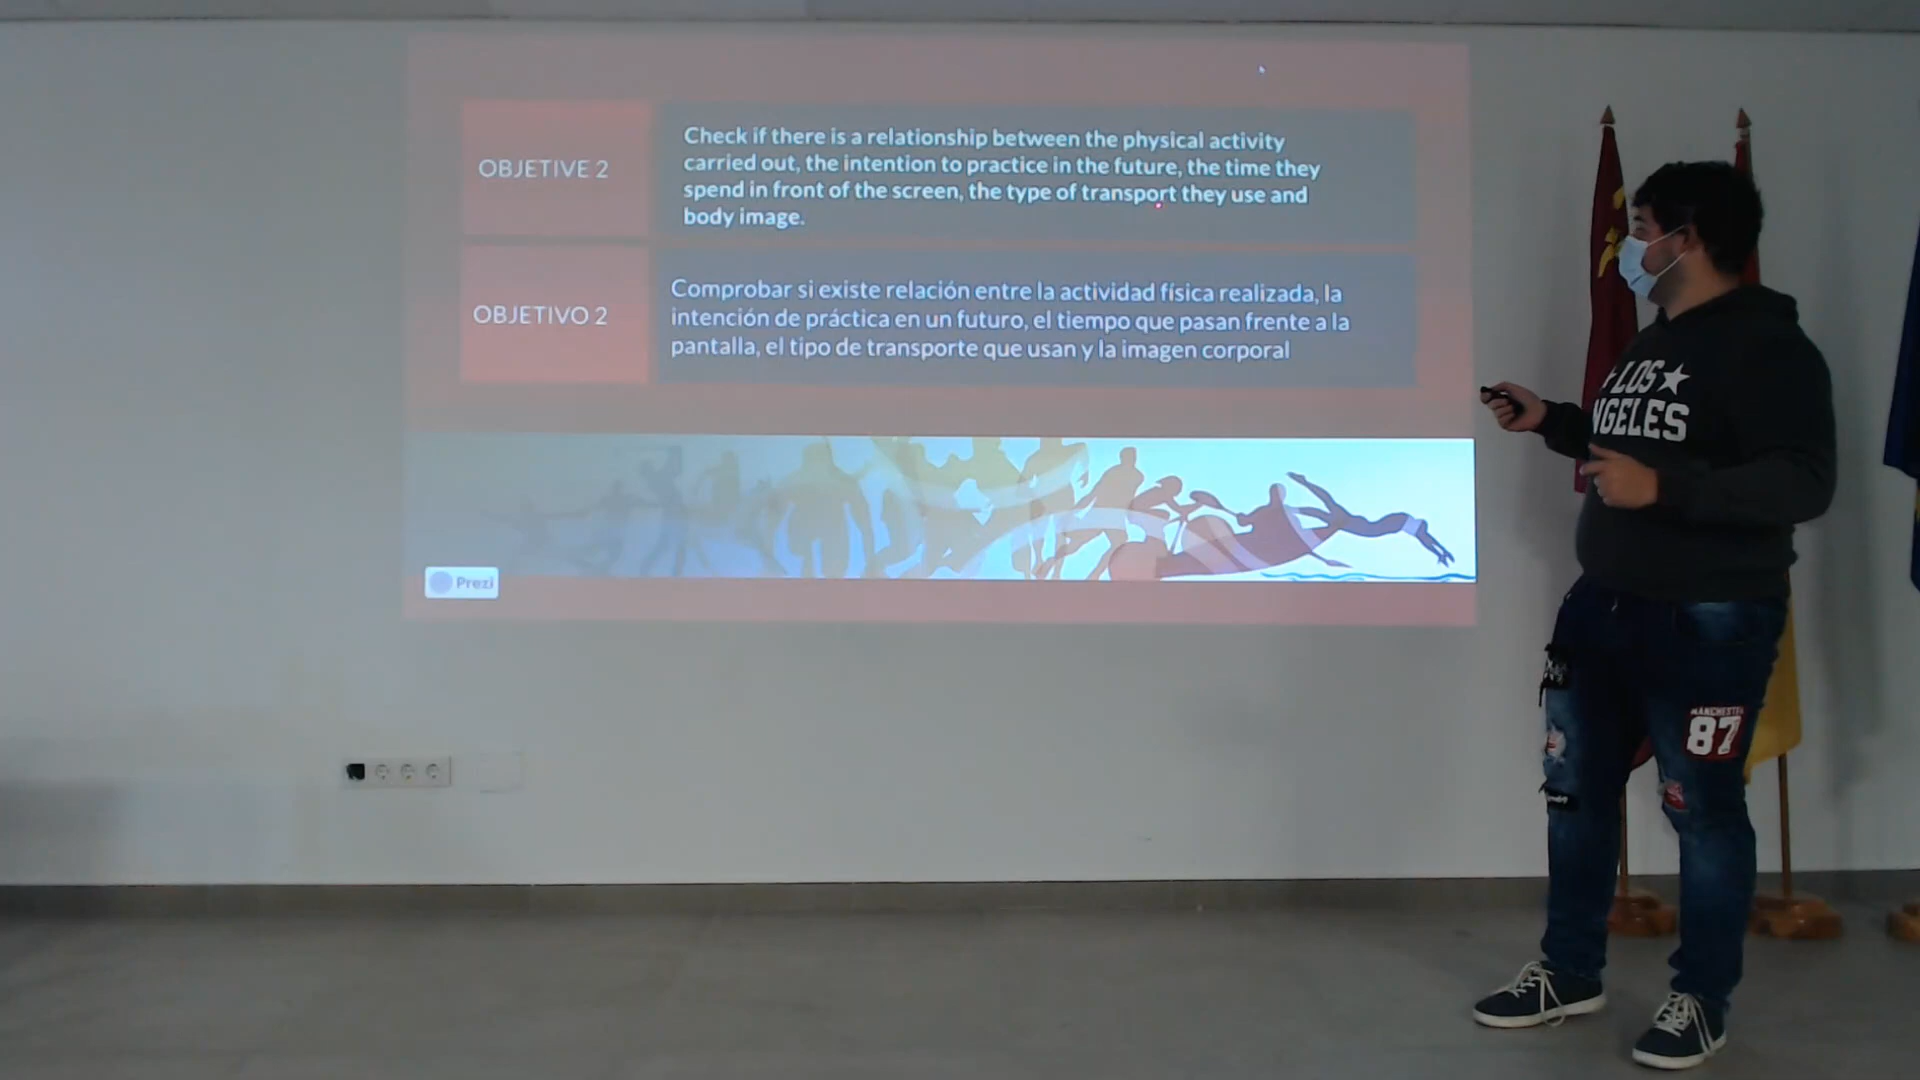 OBJETIVE 2
Check if there is a relationship between the physical activity
carried out, the intention to practice in the future, the time they
spend in front of the screen, the type of transport they use and
body image.
OBJETIVO 2
Comprobar si existe relación entre la actividad física realizada, la
intención de práctica en un futuro, el tiempo que pasan frente a la
pantalla, el tipo de transporte que usan y la imagen corporal
Prezi
LOS
NGELES
MANCHESTE
87